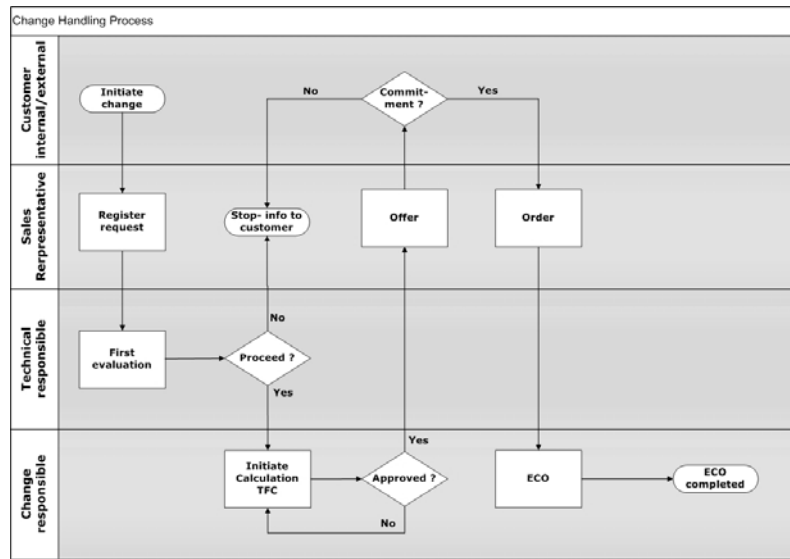 Change Handling Process
Customer
internal/external
Initiate
change
No
Commit-
ment ?
Yes
Sales
Rerpresentative
Register
request
Stop- info to
customer
Offer
Order
Technical
responsible
First
evaluation
No
Proceed ?
Yes
Change
responsible
Initiate
Calculation
TFC
Yes
Approved ?
No
ECO
ECO
completed